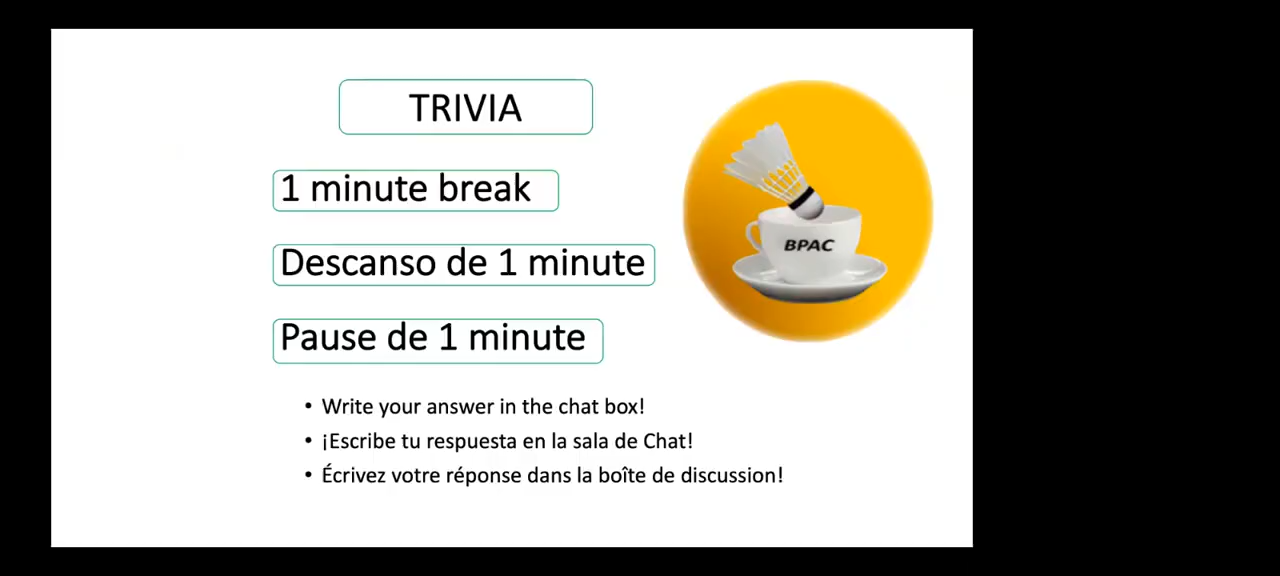 TRIVIA
1 minute break
Descanso de 1 minute
Pause de 1 minute
BPAC
• Write your answer in the chat box!
• ¡Escribe tu respuesta en la sala de Chat!
• Écrivez votre réponse dans la boîte de discussion!